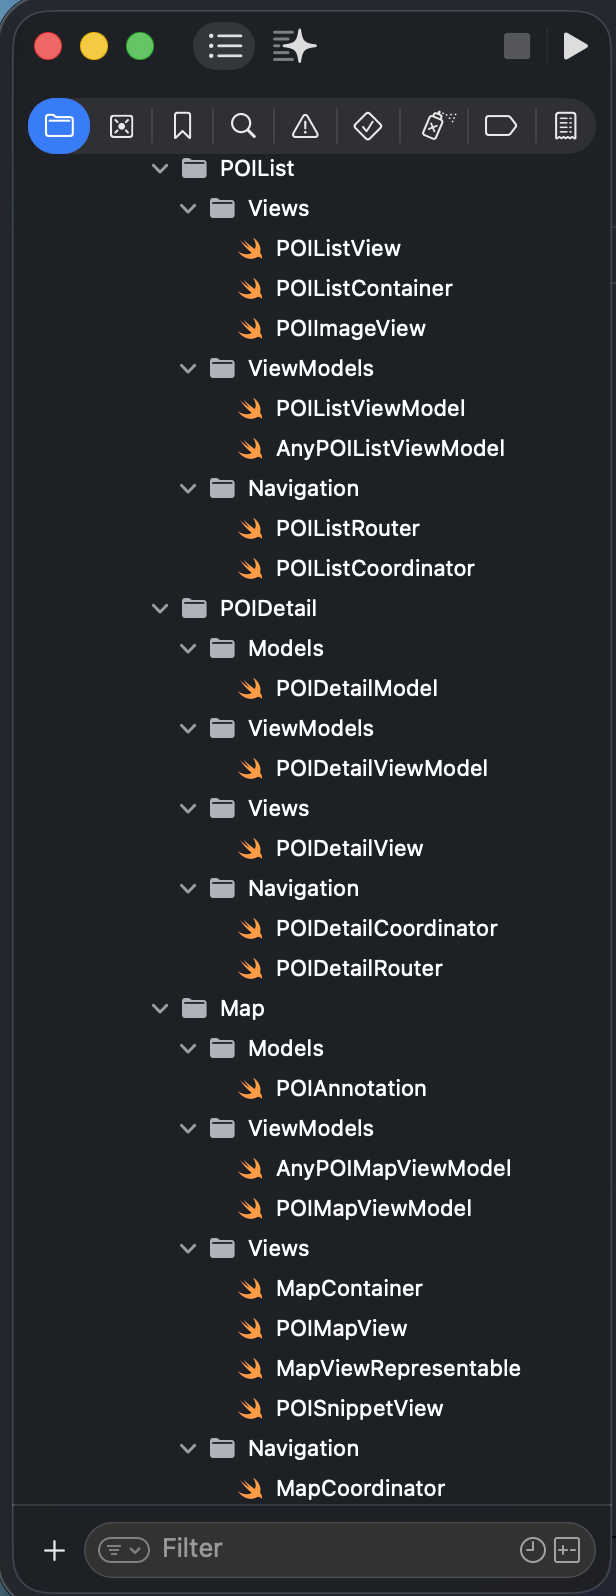 POIList
Views
POIListView
POIListContainer
POIImageView
ViewModels
POIListViewModel
AnyPOIListViewModel
Navigation
POIListRouter
POIListCoordinator
POIDetail
Models
POIDetailModel
ViewModels
POIDetailViewModel
Views
POIDetailView
Navigation
POIDetailCoordinator
POIDetailRouter
Map
Models
POIAnnotation
ViewModels
AnyPOIMapViewModel
POIMapViewModel
Views
MapContainer
POIMapView
MapViewRepresentable
POISnippetView
Navigation
MapCoordinator
Filter